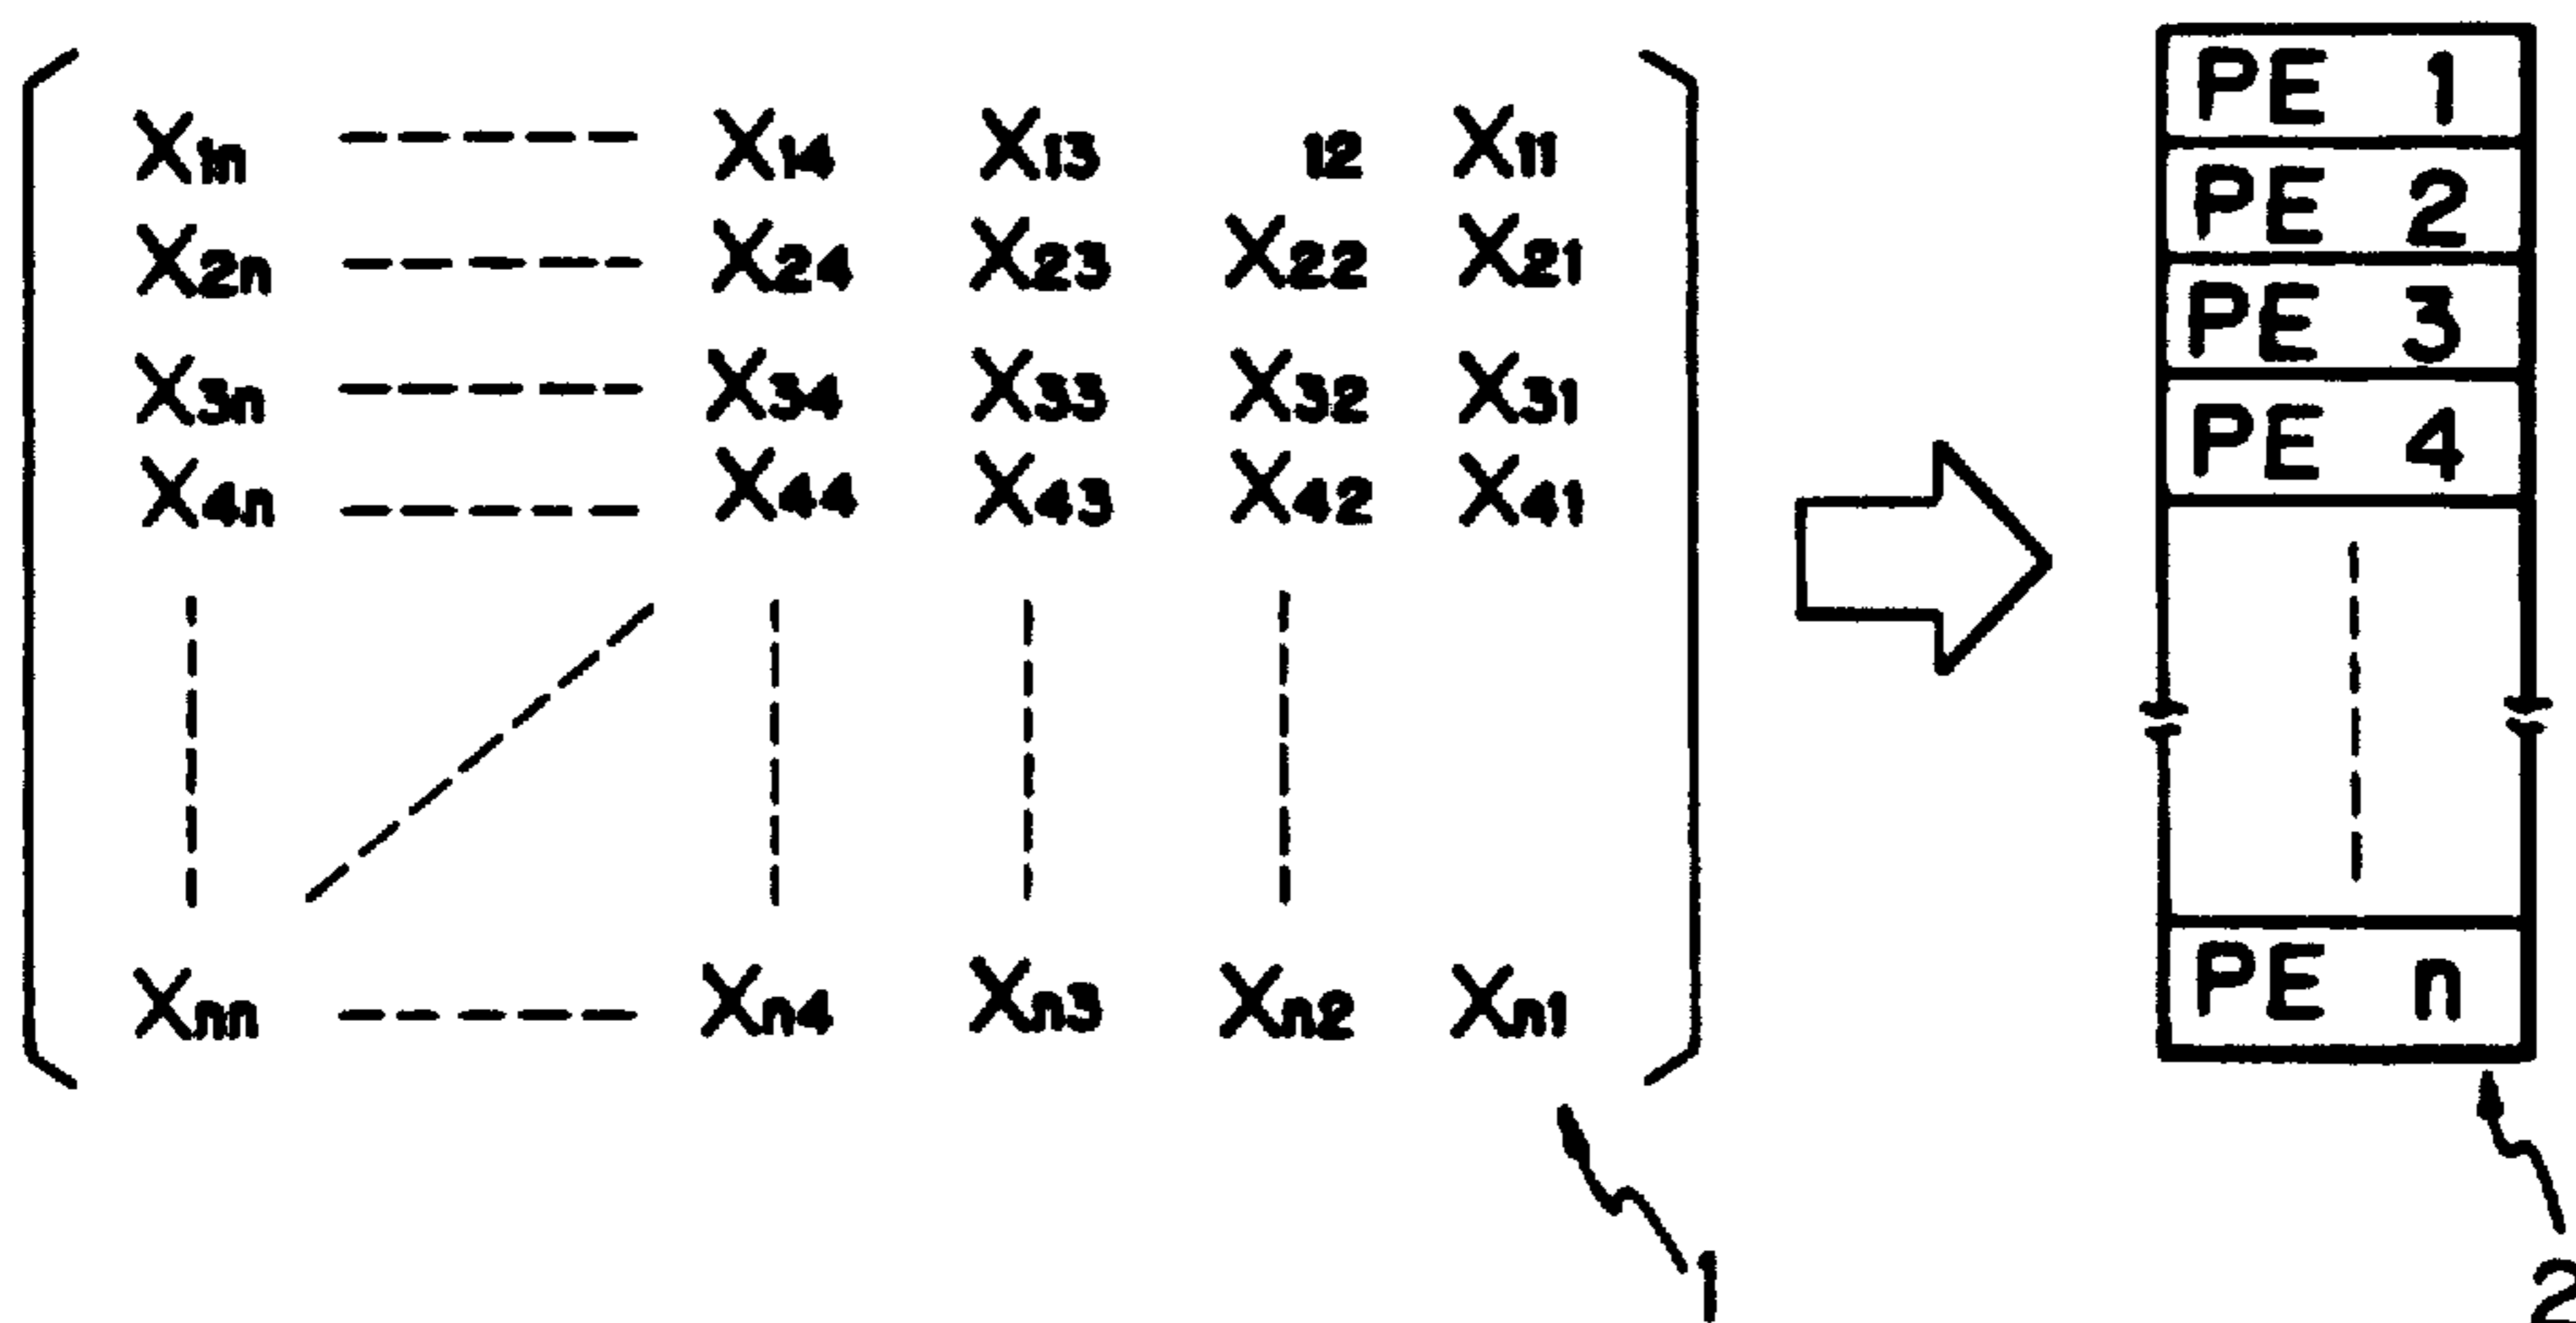 X1n X14 X13 12 X11
X2n X24 X23 X22 X21
X3n X34 X33 X32 X31
X4n X44 X43 X42 X41
Xnn Xn4 Xn3 Xn2 Xn1
PE 1
PE 2
PE 3
PE 4
PE n
1
2